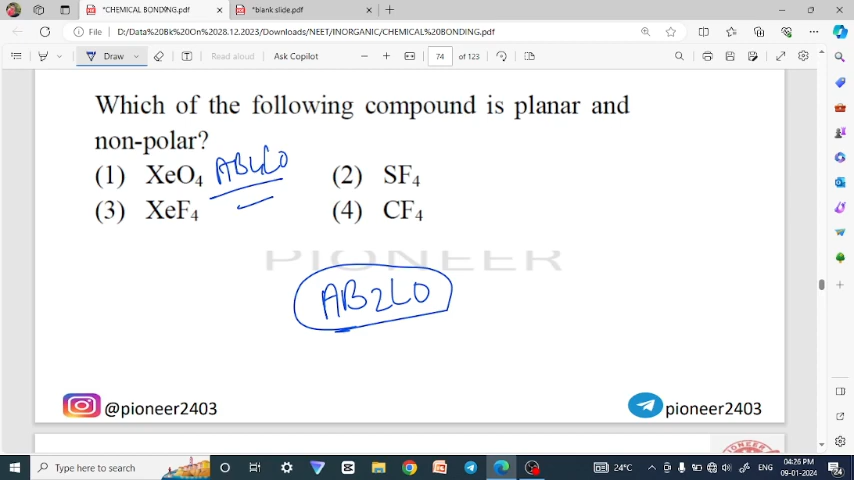 *CHEMICAL BONDING.pdf
*blank slide.pdf
File
D:/Data%20Bk%20On%2028.12.2023/Downloads/NEET/INORGANIC/CHEMICAL%20BONDING.pdf
Draw
Read aloud
Ask Copilot
74 of 123
Which of the following compound is planar and
non-polar?
(1) XeO₄ AB4L0 (2) SF₄
(3) XeF₄ (4) CF₄
PIONEER
AB2L0
@pioneer2403
pioneer2403
Type here to search
24°C
ENG
04:26 PM
09-01-2024
24